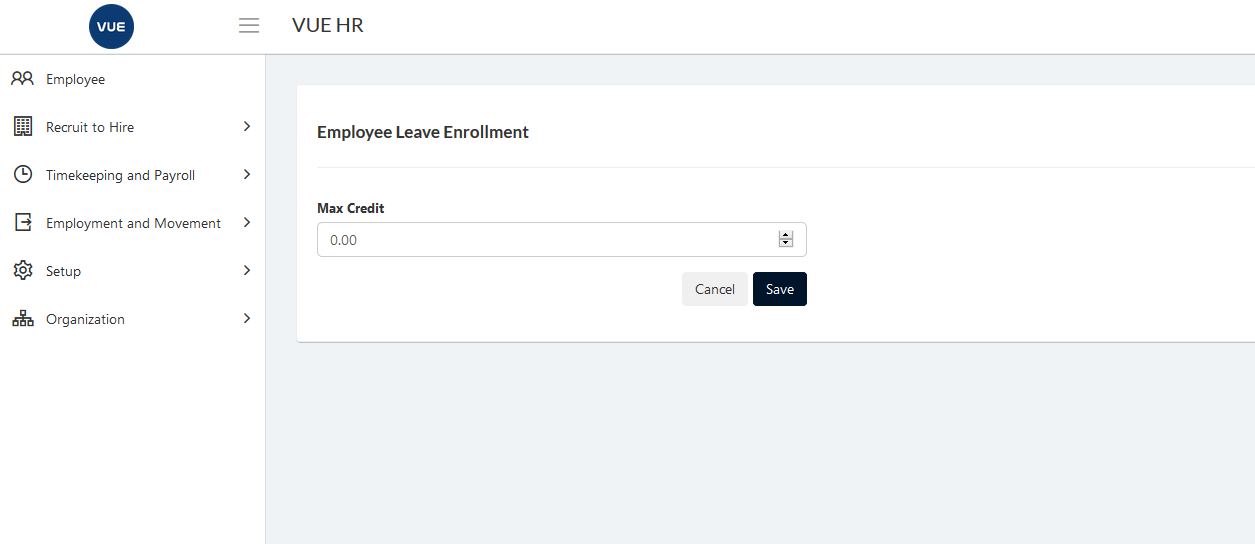 VUE
VUE HR
Employee
Recruit to Hire
Timekeeping and Payroll
Employment and Movement
Setup
Organization
Employee Leave Enrollment
Max Credit
0.00
Cancel
Save